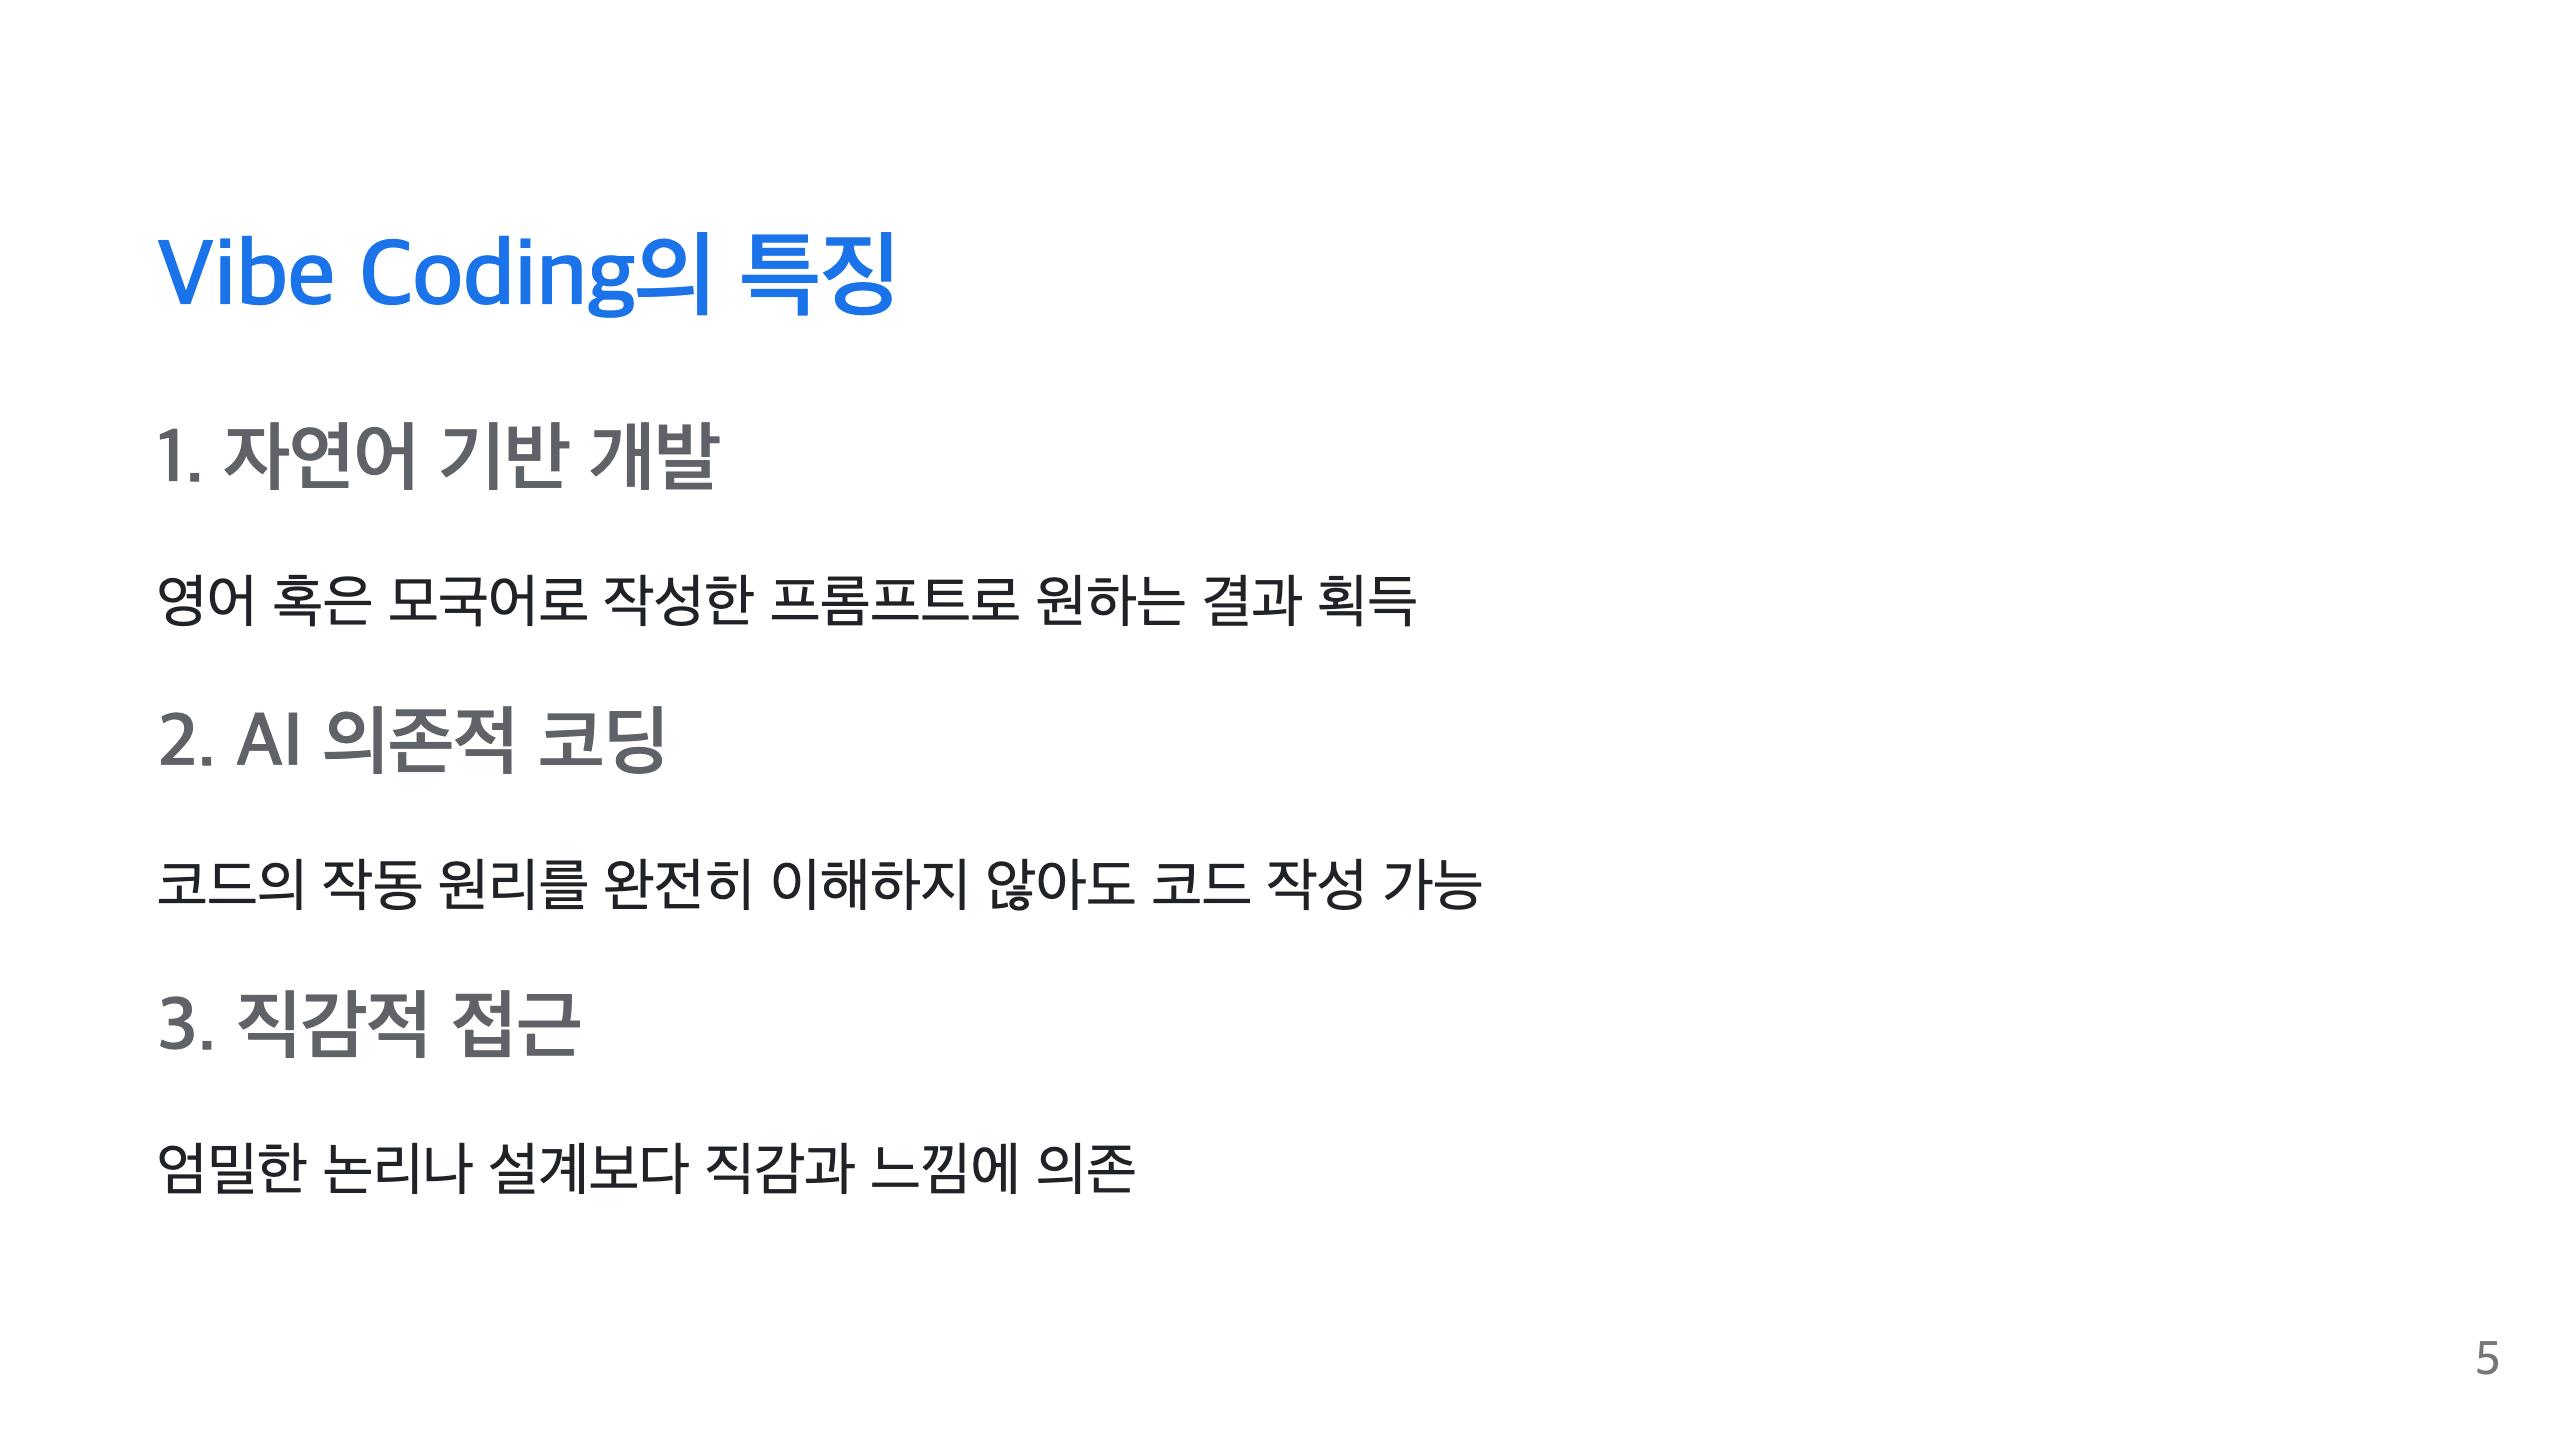 Vibe Coding의 특징
1. 자연어 기반 개발
영어 혹은 모국어로 작성한 프롬프트로 원하는 결과 획득
2. AI 의존적 코딩
코드의 작동 원리를 완전히 이해하지 않아도 코드 작성 가능
3. 직감적 접근
엄밀한 논리나 설계보다 직감과 느낌에 의존
5